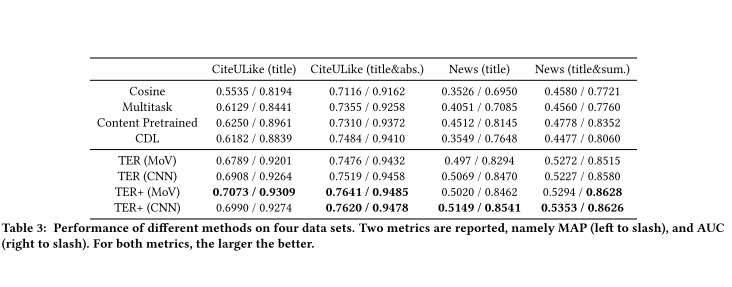 CiteULike (title) CiteULike (title&abs.) News (title) News (title&sum.)
Cosine 0.5535 / 0.8194 0.7116 / 0.9162 0.3526 / 0.6950 0.4580 / 0.7721
Multitask 0.6129 / 0.8441 0.7355 / 0.9258 0.4051 / 0.7085 0.4560 / 0.7760
Content Pretrained 0.6250 / 0.8961 0.7310 / 0.9372 0.4512 / 0.8145 0.4778 / 0.8352
CDL 0.6182 / 0.8839 0.7484 / 0.9410 0.3549 / 0.7648 0.4477 / 0.8060
TER (MoV) 0.6789 / 0.9201 0.7476 / 0.9432 0.497 / 0.8294 0.5272 / 0.8515
TER (CNN) 0.6908 / 0.9264 0.7519 / 0.9458 0.5069 / 0.8470 0.5227 / 0.8580
TER+ (MoV) 0.7073 / 0.9309 0.7641 / 0.9485 0.5020 / 0.8462 0.5294 / 0.8628
TER+ (CNN) 0.6990 / 0.9274 0.7620 / 0.9478 0.5149 / 0.8541 0.5353 / 0.8626
Table 3: Performance of different methods on four data sets. Two metrics are reported, namely MAP (left to slash), and AUC
(right to slash). For both metrics, the larger the better.